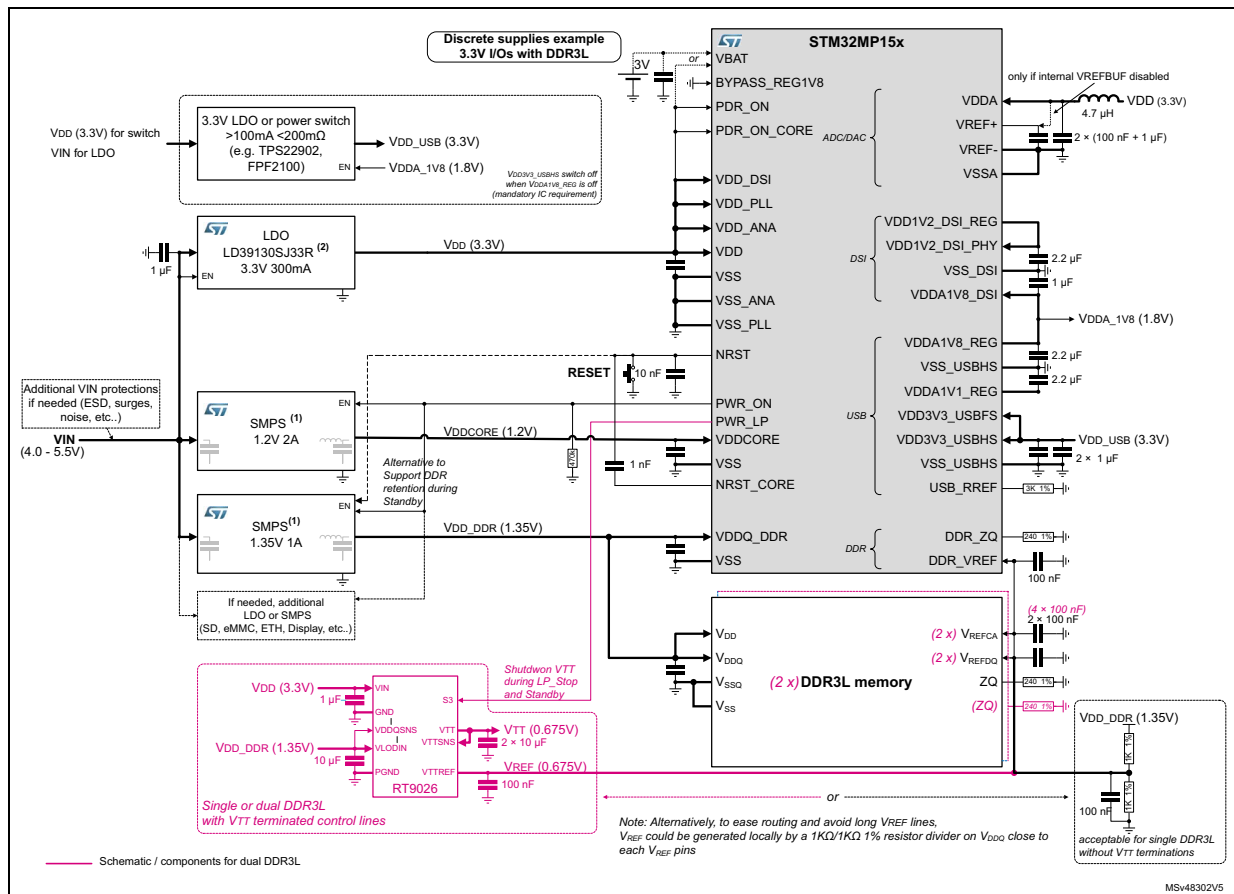 Discrete supplies example
3.3V I/Os with DDR3L
STM32MP15x
3V
or
VBAT
BYPASS_REG1V8
PDR_ON
PDR_ON_CORE
VDD_DSI
VDD_PLL
VDD_ANA
VDD
VSS
VSS_ANA
VSS_PLL
NRST
PWR_ON
PWR_LP
VDDCORE
VSS
NRST_CORE
VDDQ_DDR
VSS
ADC/DAC
DSI
USB
DDR
only if internal VREFBUF disabled
VDDA
VREF+
VREF-
VSSA
VDD (3.3V)
4.7 µH
2 × (100 nF + 1µF)
VDD1V2_DSI_REG
VDD1V2_DSI_PHY
VSS_DSI
VDDA1V8_DSI
2.2 µF
1 µF
VDDA_1V8 (1.8V)
VDDA1V8_REG
VSS_USBHS
VDDA1V1_REG
2.2 µF
2.2 µF
VDD3V3_USBFS
VDD3V3_USBHS
VSS_USBHS
USB_RREF
VDD_USB (3.3V)
2 × 1 µF
3K 1%
DDR_ZQ
DDR_VREF
240 1%
100 nF
VDD (3.3V) for switch
VIN for LDO
3.3V LDO or power switch
>100mA <200mΩ
(e.g. TPS22902,
FPF2100)
EN
VDD_USB (3.3V)
VDDA_1V8 (1.8V)
VDD3V3_USBHS switch off
when VDDA1V8_REG is off
(mandatory IC requirement)
1 µF
LDO
LD39130SJ33R (2)
3.3V 300mA
EN
VDD (3.3V)
RESET
10 nF
Additional VIN protections
if needed (ESD, surges,
noise, etc..)
VIN
(4.0 - 5.5V)
SMPS(1)
1.2V 2A
EN
VDDCORE (1.2V)
470k
1 nF
Alternative to
Support DDR
retention during
Standby
SMPS(1)
1.35V 1A
EN
VDD_DDR (1.35V)
If needed, additional
LDO or SMPS
(SD, eMMC, ETH, Display, etc..)
(2 x) DDR3L memory
VDD
VDDQ
VSSQ
VSS
(2 x) VREFCA
(2 x) VREFDQ
ZQ
(ZQ)
(4 × 100 nF)
2 × 100 nF
240 1%
240 1%
Shutdwon VTT
during LP_Stop
and Standby
VDD (3.3V)
1 µF
VDD_DDR (1.35V)
10 µF
VIN
GND
VDDQSNS
VLODIN
PGND
S3
VTT
VTTSNS
VTTREF
RT9026
VTT (0.675V)
2 × 10 µF
VREF (0.675V)
100 nF
Single or dual DDR3L
with VTT terminated control lines
or
VDD_DDR (1.35V)
1K 1%
1K 1%
100 nF
acceptable for single DDR3L
without VTT terminations
Note: Alternatively, to ease routing and avoid long VREF lines,
VREF could be generated locally by a 1KΩ/1KΩ 1% resistor divider on VDDQ close to
each VREF pins
Schematic / components for dual DDR3L
MSv48302V5